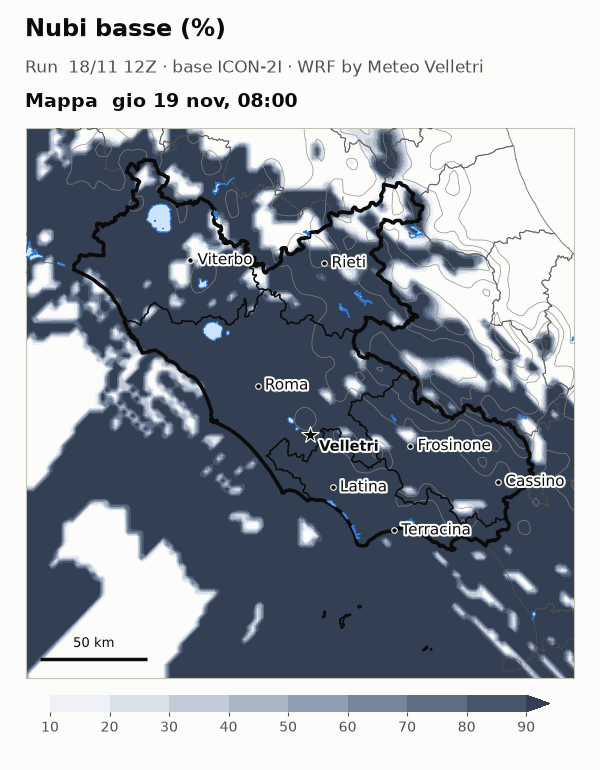 Nubi basse (%)
Run  18/11 12Z · base ICON-2I · WRF by Meteo Velletri
Mappa  gio 19 nov, 08:00
Viterbo
Rieti
Roma
Velletri
Frosinone
Latina
Cassino
Terracina
50 km
10 20 30 40 50 60 70 80 90